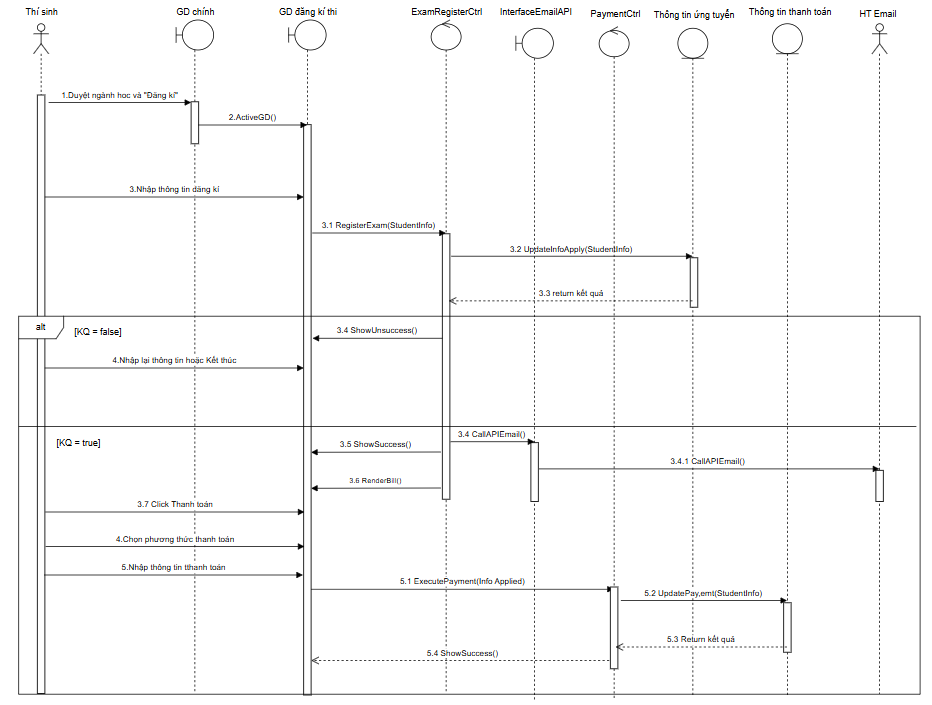 Thí sinh
GD chính
GD đăng kí thi
ExamRegisterCtrl
InterfaceEmailAPI
PaymentCtrl
Thông tin ứng tuyển
Thông tin thanh toán
HT Email
1.Duyệt ngành học và "Đăng kí"
2.ActiveGD()
3.Nhập thông tin đăng kí
3.1 RegisterExam(StudentInfo)
3.2 UpdateInfoApply(StudentInfo)
3.3 return kết quả
alt
[KQ = false]
3.4 ShowUnsuccess()
4.Nhập lại thông tin hoặc Kết thúc
[KQ = true]
3.4 CallAPIEmail()
3.5 ShowSuccess()
3.4.1 CallAPIEmail()
3.6 RenderBill()
3.7 Click Thanh toán
4.Chọn phương thức thanh toán
5.Nhập thông tin tthanh toán
5.1 ExecutePayment(Info Applied)
5.2 UpdatePay,emt(StudentInfo)
5.3 Return kết quả
5.4 ShowSuccess()